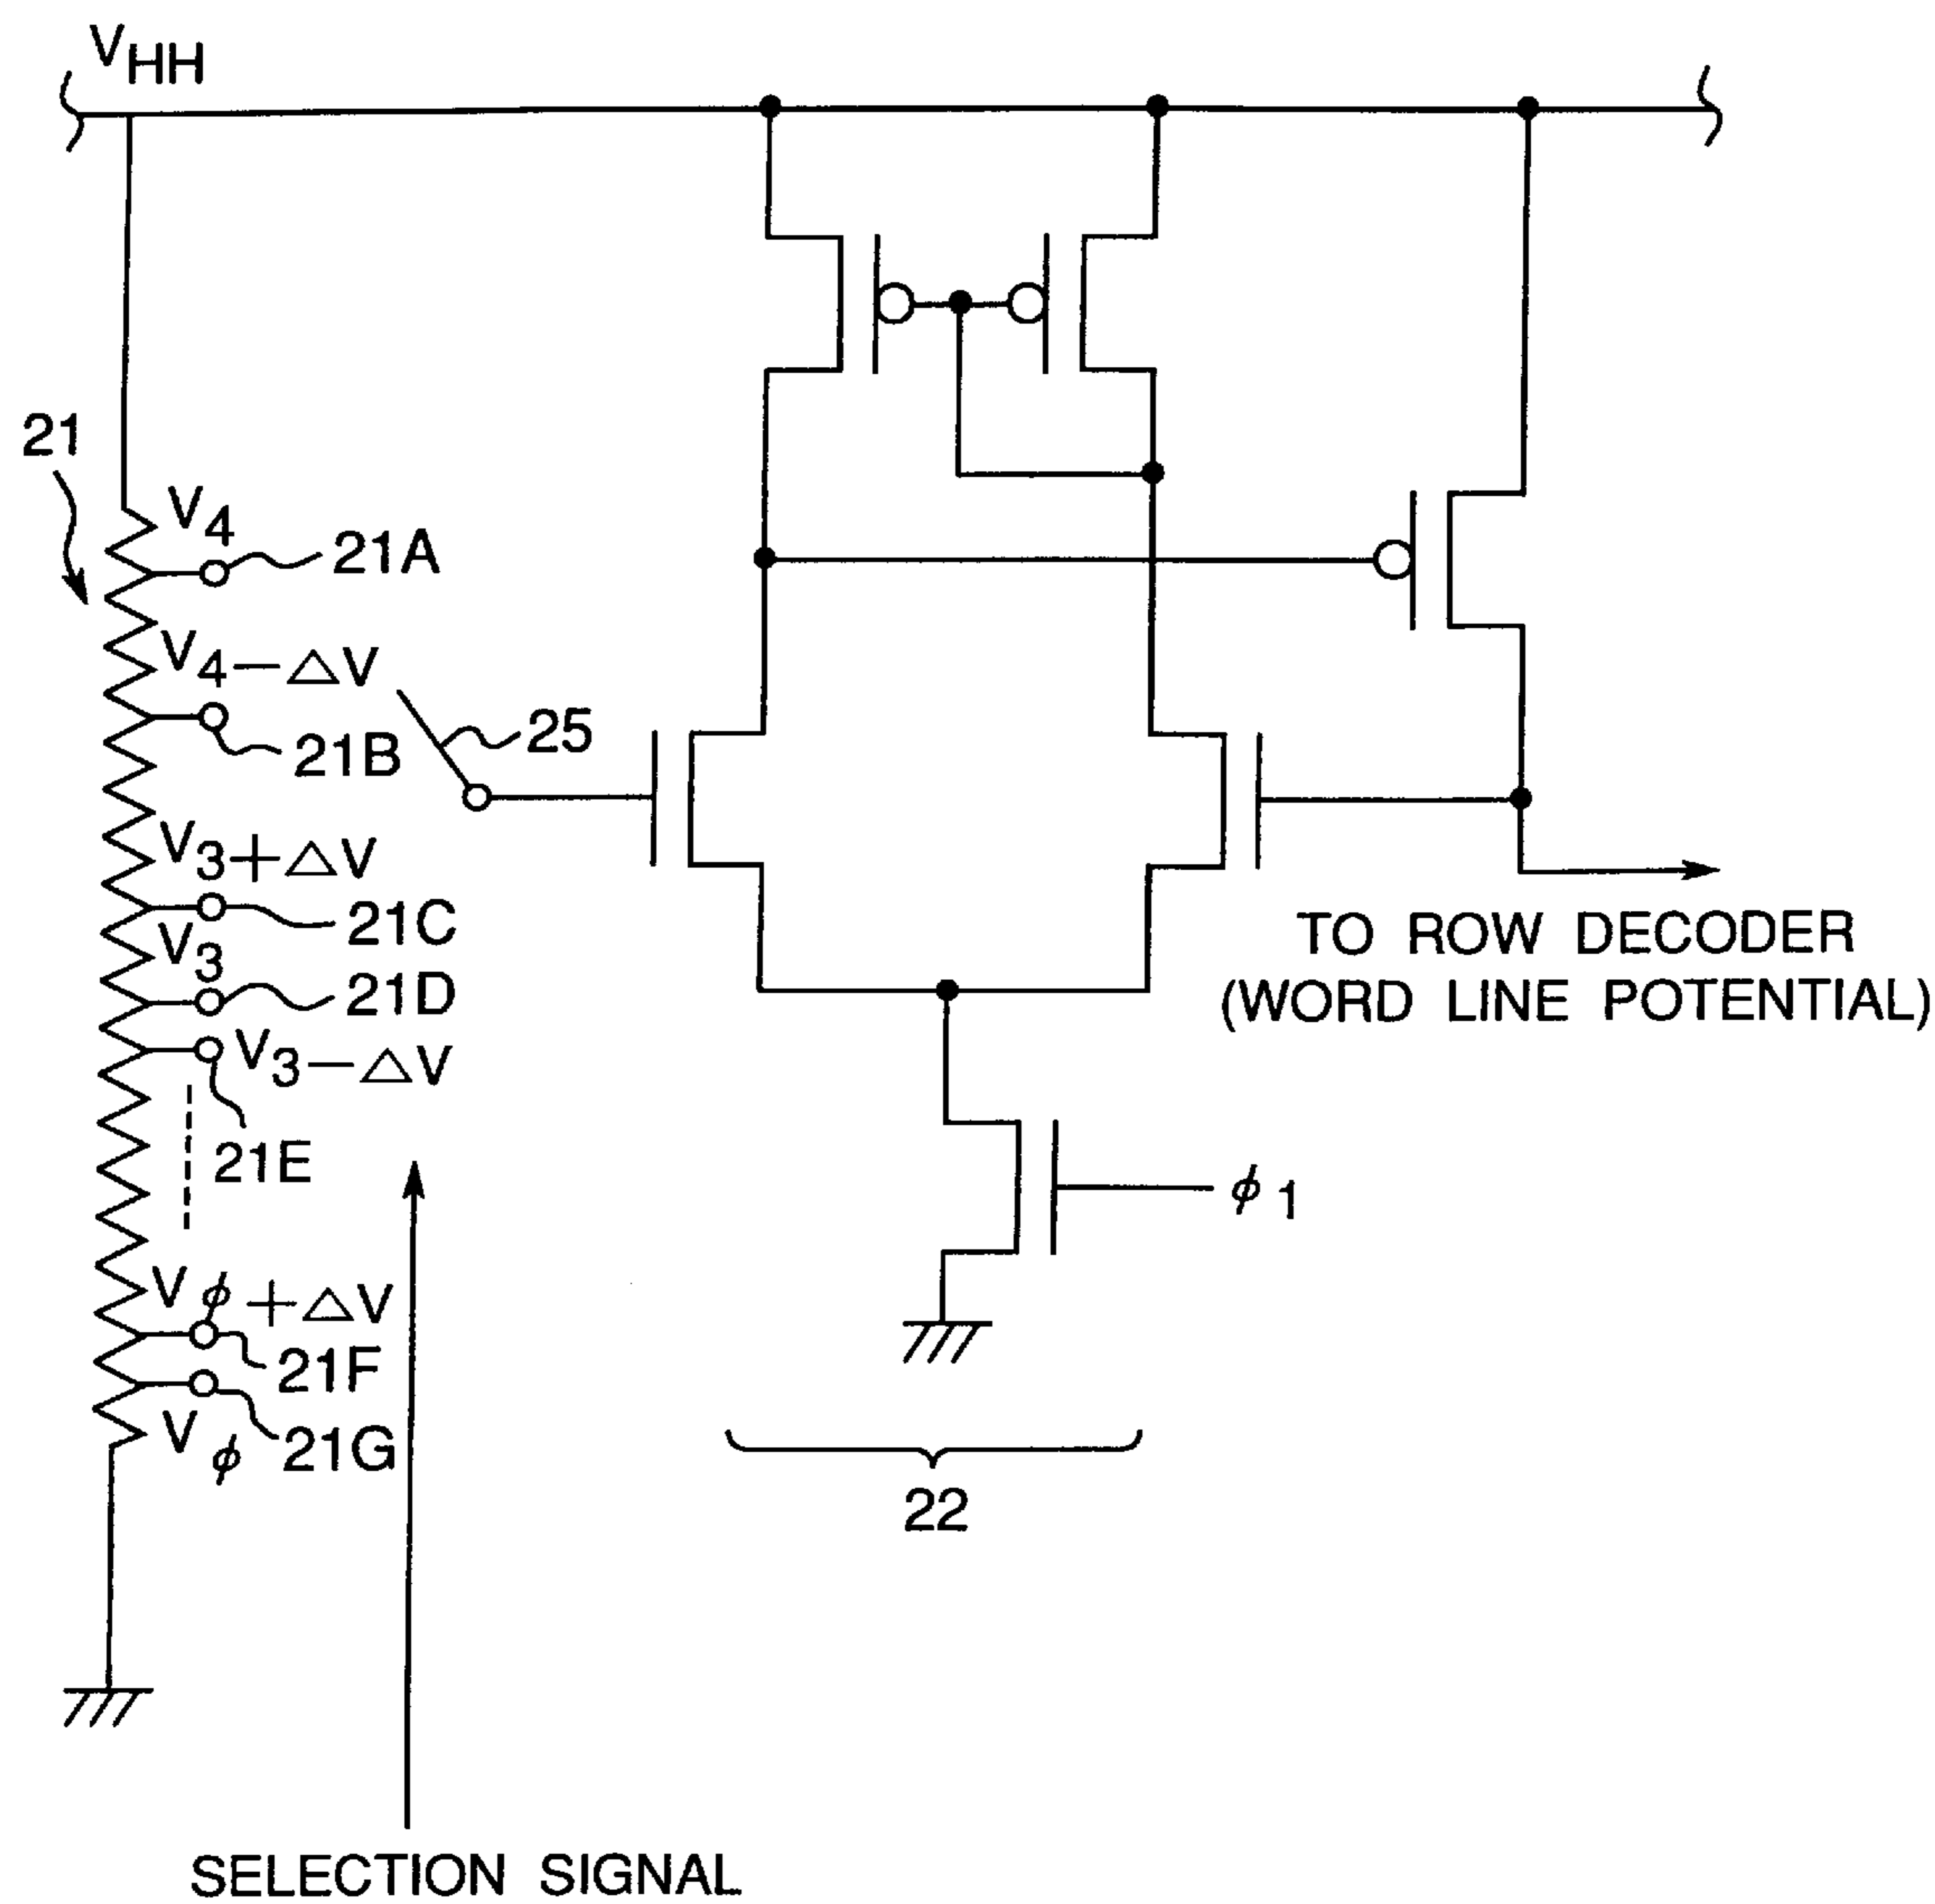 VHH
21
V4
21A
V4−△V
21B
25
V3+△V
21C
V3
21D
V3−△V
21E
TO ROW DECODER
(WORD LINE POTENTIAL)
ϕ1
Vϕ+△V
21F
Vϕ
21G
22
SELECTION SIGNAL